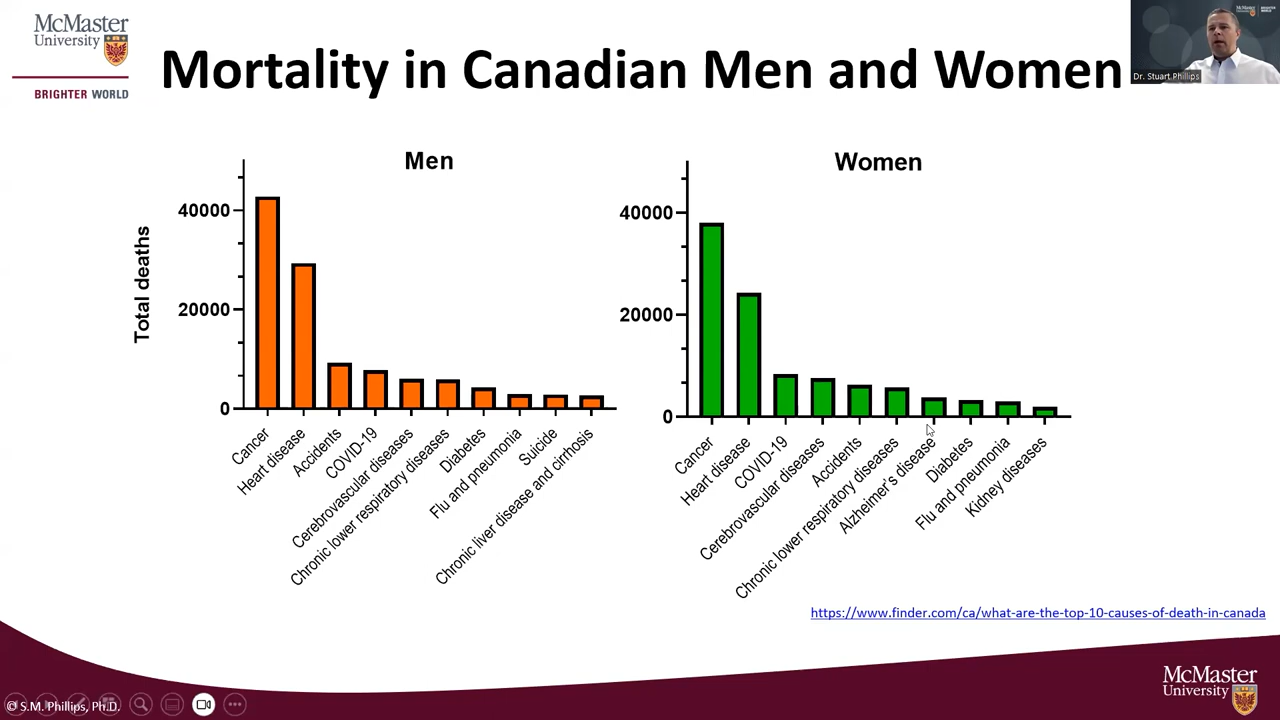 McMaster
University
BRIGHTER WORLD
Mortality in Canadian Men and Women
McMaster
University
BRIGHTER
WORLD
Dr. Stuart Phillips
Men
Total deaths
40000
20000
0
Cancer
Heart disease
Accidents
COVID-19
Cerebrovascular diseases
Chronic lower respiratory diseases
Diabetes
Flu and pneumonia
Suicide
Chronic liver disease and cirrhosis
Women
40000
20000
0
Cancer
Heart disease
COVID-19
Cerebrovascular diseases
Accidents
Chronic lower respiratory diseases
Alzheimer's disease
Diabetes
Flu and pneumonia
Kidney diseases
https://www.finder.com/ca/what-are-the-top-10-causes-of-death-in-canada
© S.M. Phillips, Ph.D.
McMaster
University